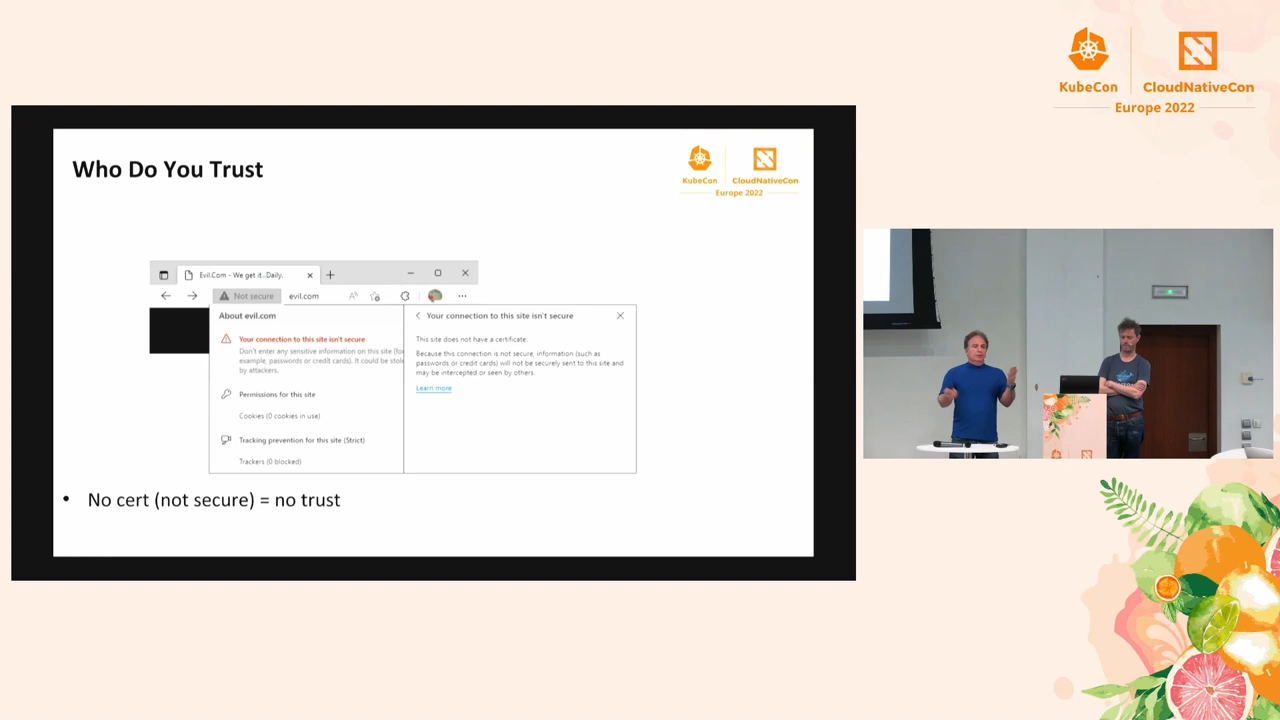 KubeCon
CloudNativeCon
Europe 2022
Who Do You Trust
KubeCon
CloudNativeCon
Europe 2022
Evil.Com - We get it...Daily.
Not secure
evil.com
About evil.com
Your connection to this site isn't secure
Don't enter any sensitive information on this site (for
example, passwords or credit cards). It could be stole
by attackers.
Permissions for this site
Cookies (0 cookies in use)
Tracking prevention for this site (Strict)
Trackers (0 blocked)
Your connection to this site isn't secure
This site does not have a certificate.
Because this connection is not secure, information (such as
passwords or credit cards) will not be securely sent to this site and
may be intercepted or seen by others.
Learn more
• No cert (not secure) = no trust